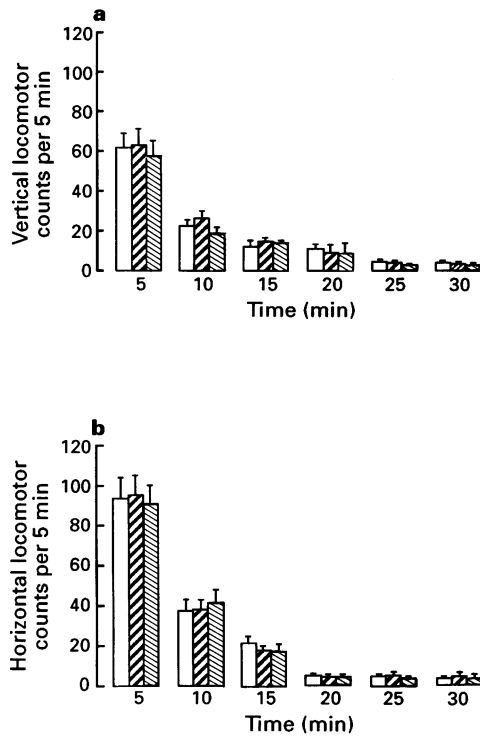 a
120
100
80
60
40
20
0
Vertical locomotor
counts per 5 min
5 10 15 20 25 30
Time (min)
b
120
100
80
60
40
20
0
Horizontal locomotor
counts per 5 min
5 10 15 20 25 30
Time (min)